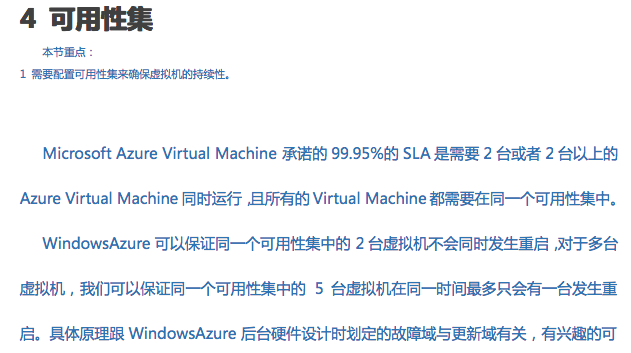 4 可用性集
本节重点：
1 需要配置可用性集来确保虚拟机的持续性。
Microsoft Azure Virtual Machine 承诺的 99.95%的 SLA 是需要 2 台或者 2 台以上的
Azure Virtual Machine 同时运行，且所有的 Virtual Machine 都需要在同一个可用性集中。
WindowsAzure 可以保证同一个可用性集中的 2 台虚拟机不会同时发生重启，对于多台
虚拟机，我们可以保证同一个可用性集中的 5 台虚拟机在同一时间最多只会有一台发生重
启。具体原理跟 WindowsAzure 后台硬件设计时划定的故障域与更新域有关，有兴趣的可